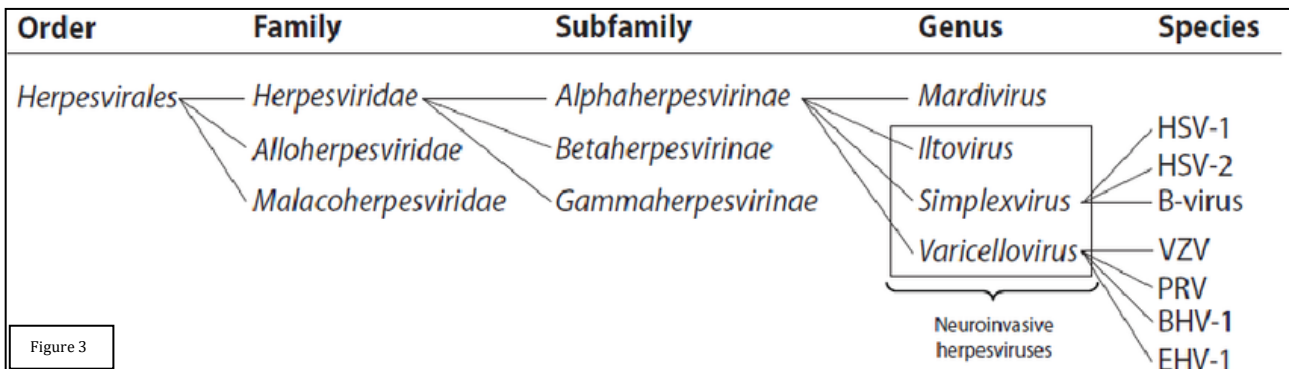 Order Family Subfamily Genus Species
Herpesvirales Herpesviridae Alphaherpesvirinae Mardivirus
HSV-1
Alloherpesviridae Betaherpesvirinae Iltovirus
HSV-2
Malacoherpesviridae Gammaherpesvirinae Simplexvirus B-virus
Varicellovirus VZV
PRV
Neuroinvasive BHV-1
herpesviruses
Figure 3 EHV-1